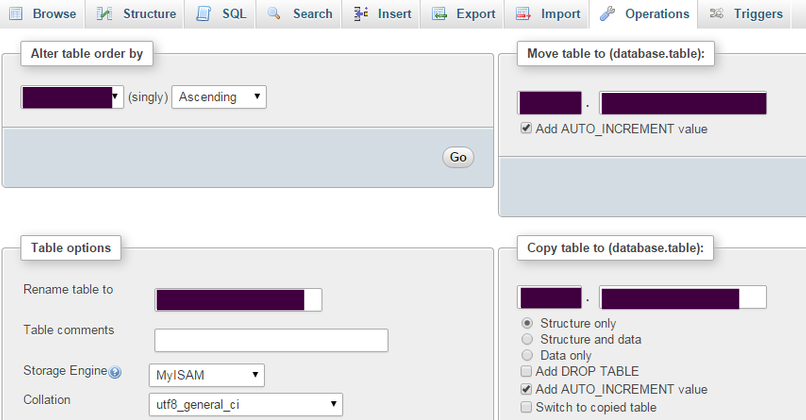 Browse Structure SQL Search Insert Export Import Operations Triggers
Alter table order by
(singly) Ascending
Go
Move table to (database.table):
.
Add AUTO_INCREMENT value
Table options
Rename table to
Table comments
Storage Engine MyISAM
Collation utf8_general_ci
Copy table to (database.table):
.
Structure only
Structure and data
Data only
Add DROP TABLE
Add AUTO_INCREMENT value
Switch to copied table